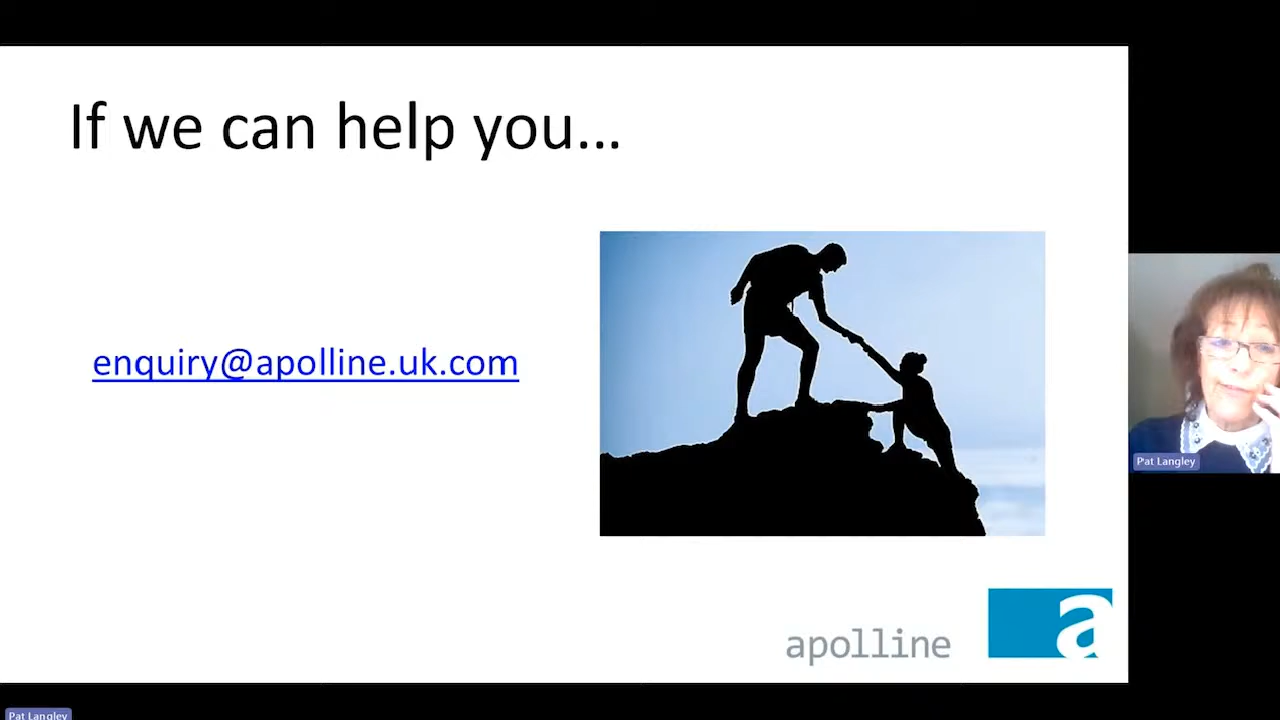 If we can help you...
enquiry@apolline.uk.com
apolline
a
Pat Langley
Pat Langley